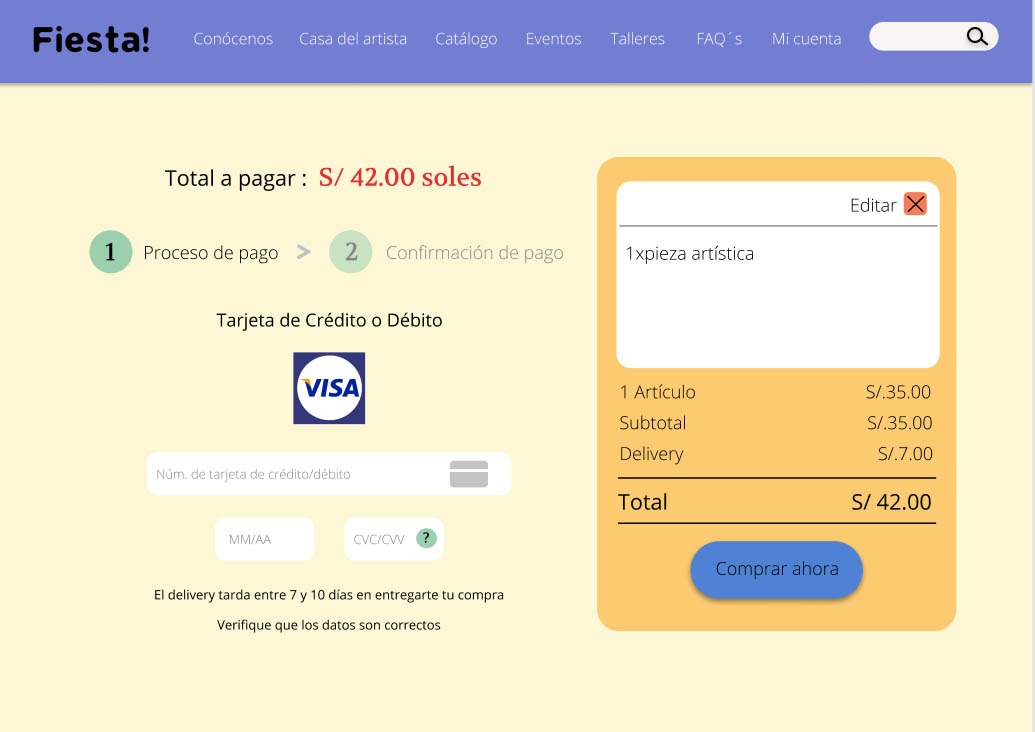 Fiesta! Conócenos Casa del artista Catálogo Eventos Talleres FAQ´s Mi cuenta
Total a pagar : S/ 42.00 soles
1 Proceso de pago > 2 Confirmación de pago
Tarjeta de Crédito o Débito
VISA
Núm. de tarjeta de crédito/débito
MM/AA CVC/CVV ?
El delivery tarda entre 7 y 10 días en entregarte tu compra
Verifique que los datos son correctos
Editar
1xpieza artística
1 Artículo S/.35.00
Subtotal S/.35.00
Delivery S/.7.00
Total S/ 42.00
Comprar ahora